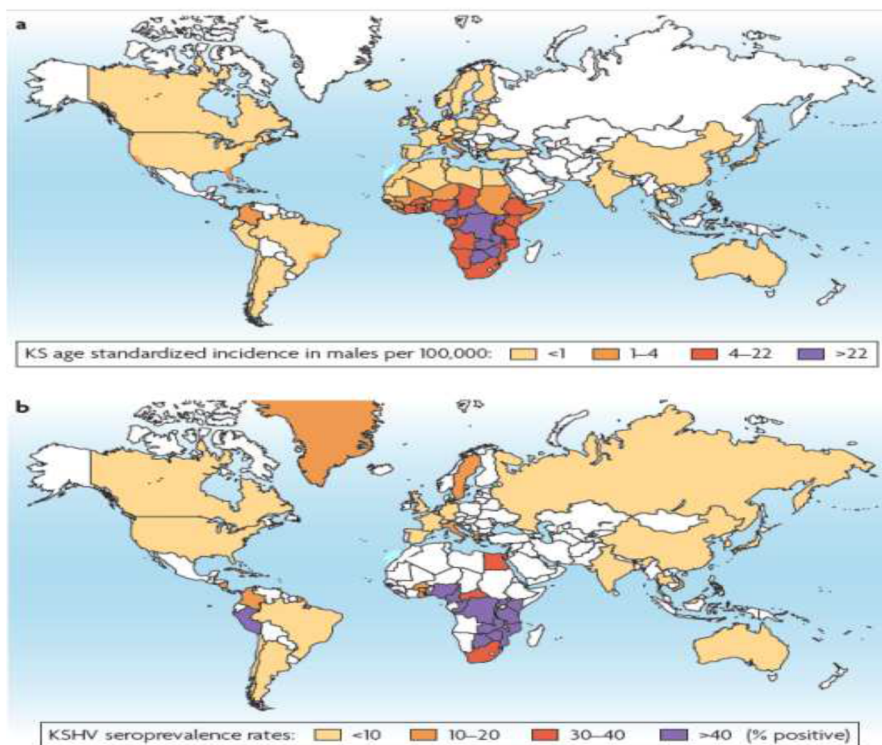 a
KS age standardized incidence in males per 100,000: <1 1–4 4–22 >22
b
KSHV seroprevalence rates: <10 10–20 30–40 >40 (% positive)